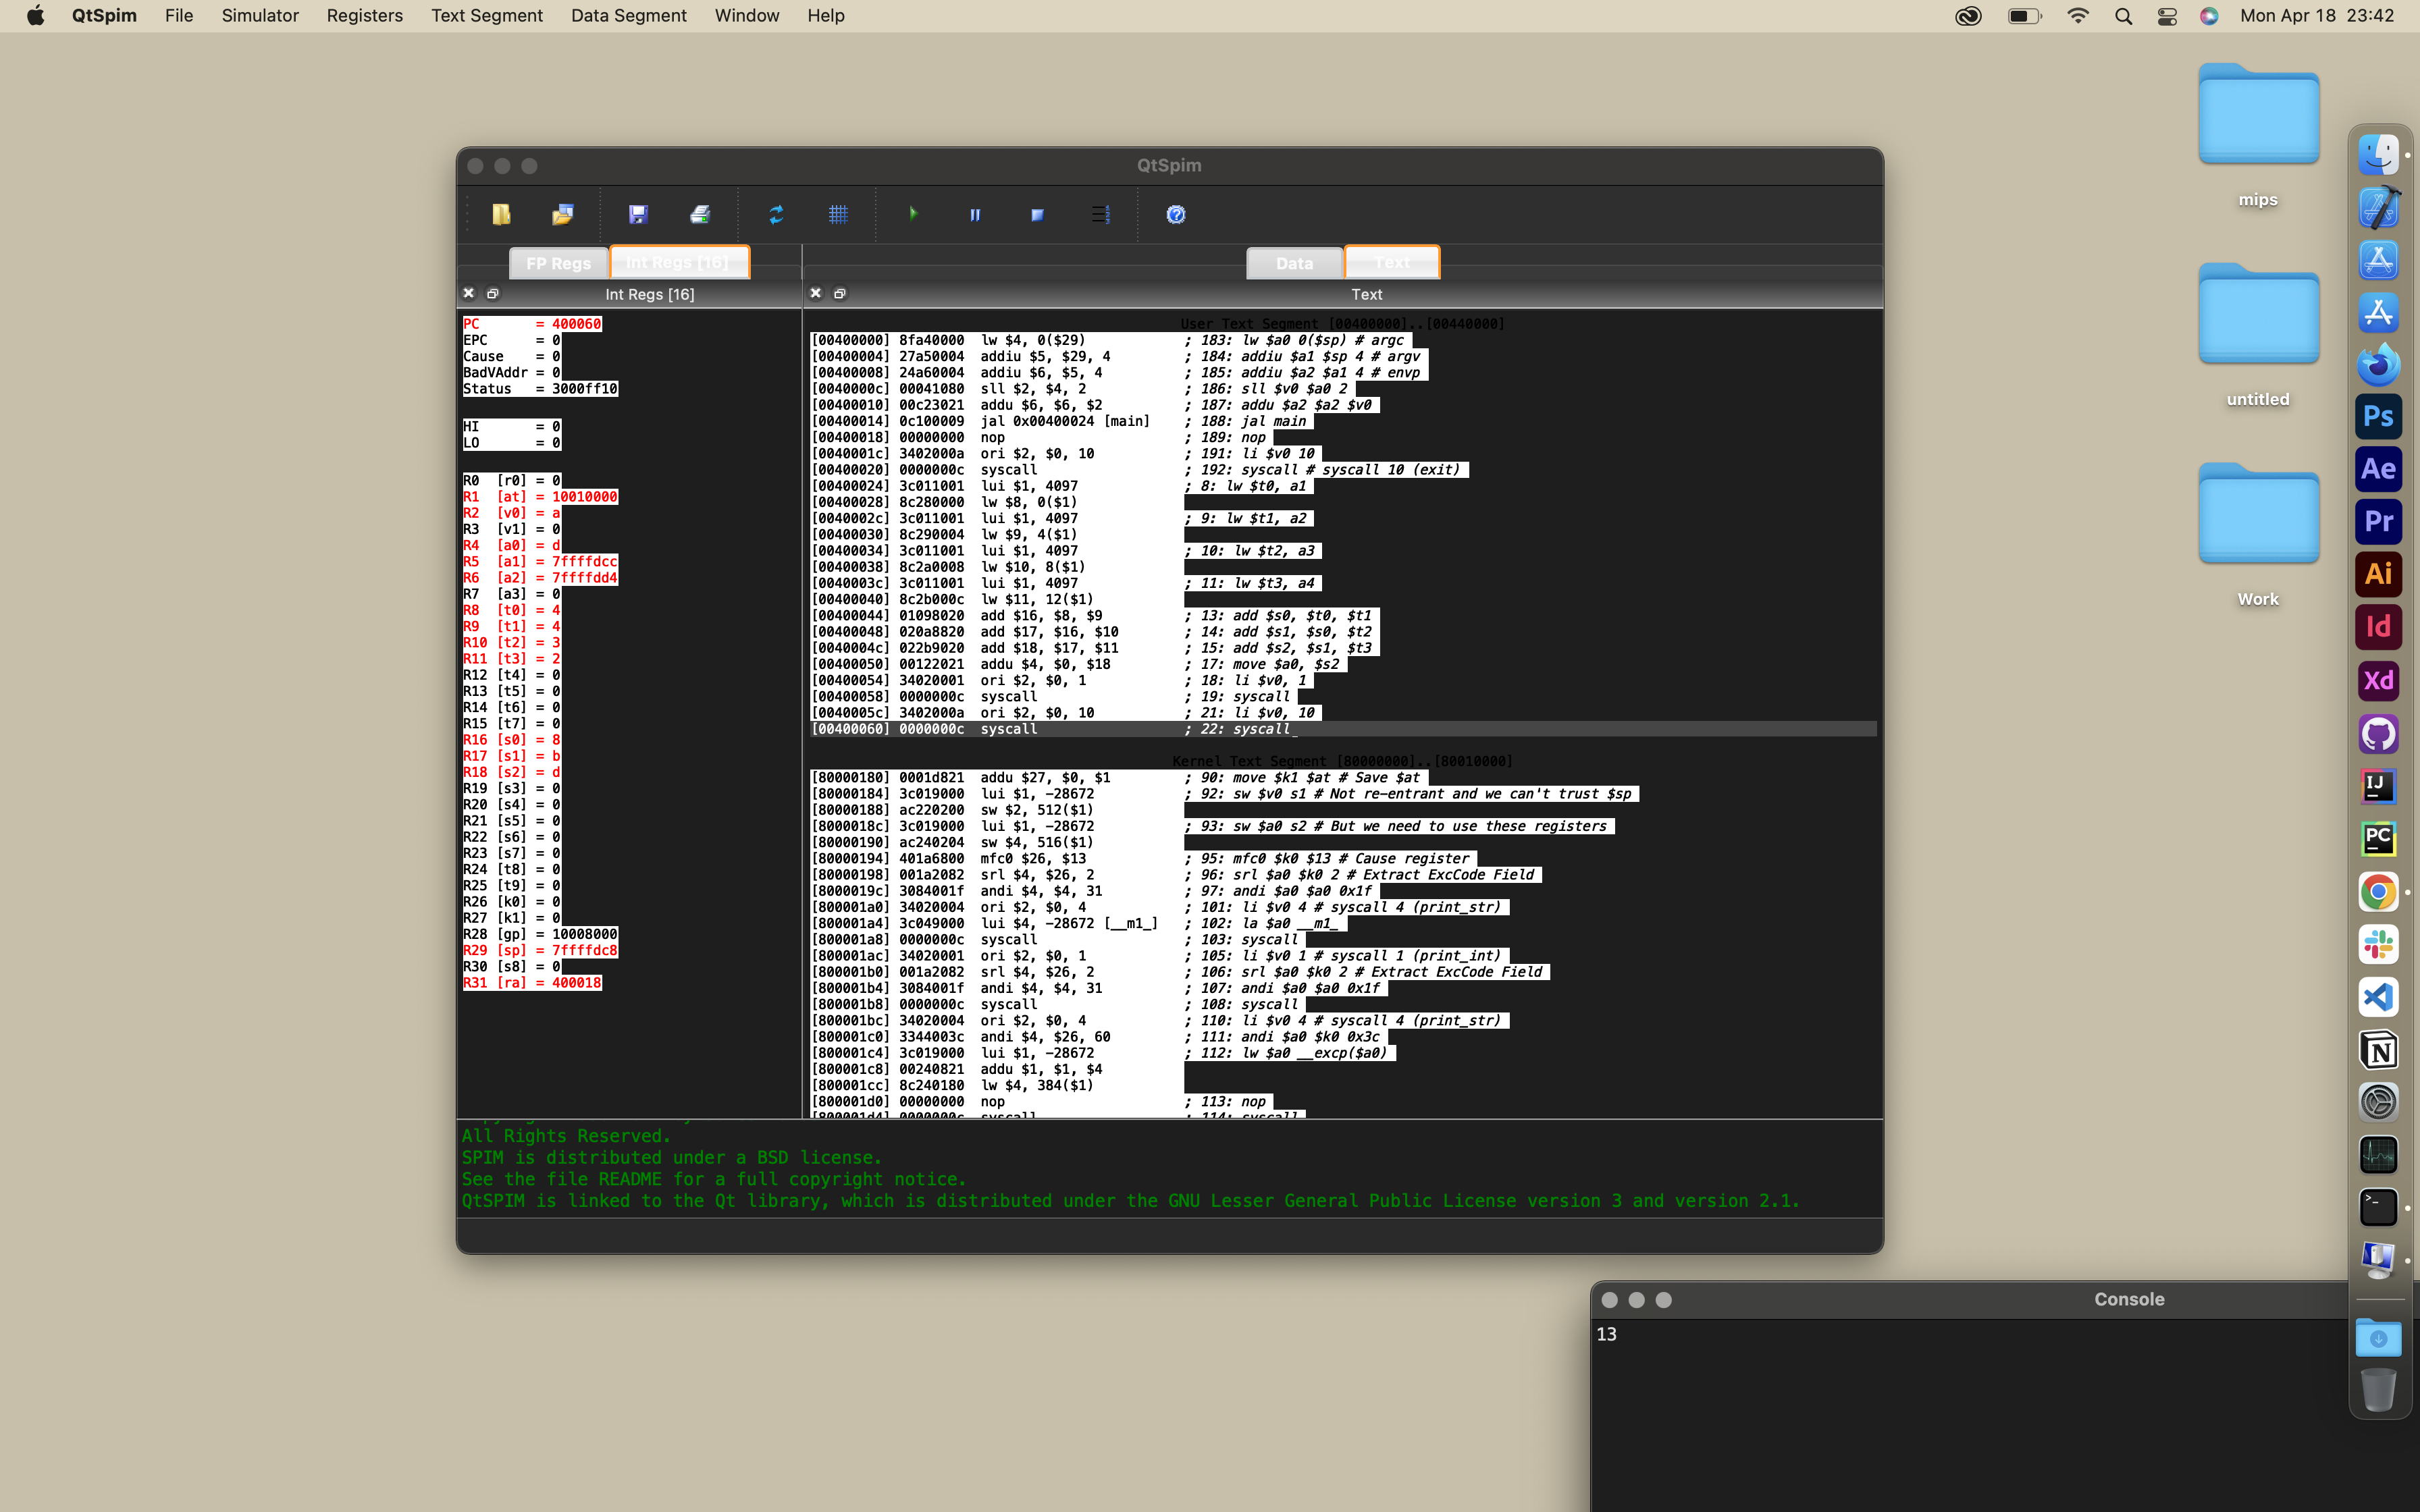 QtSpim File Simulator Registers Text Segment Data Segment Window Help Mon Apr 18 23:42
mips
untitled
Work
QtSpim
FP Regs Int Regs [16] Data Text
Int Regs [16] Text
PC = 400060
EPC = 0
Cause = 0
BadVAddr = 0
Status = 3000ff10
HI = 0
LO = 0
R0 [r0] = 0
R1 [at] = 10010000
R2 [v0] = a
R3 [v1] = 0
R4 [a0] = d
R5 [a1] = 7ffffdcc
R6 [a2] = 7ffffdd4
R7 [a3] = 0
R8 [t0] = 4
R9 [t1] = 4
R10 [t2] = 3
R11 [t3] = 2
R12 [t4] = 0
R13 [t5] = 0
R14 [t6] = 0
R15 [t7] = 0
R16 [s0] = 8
R17 [s1] = b
R18 [s2] = d
R19 [s3] = 0
R20 [s4] = 0
R21 [s5] = 0
R22 [s6] = 0
R23 [s7] = 0
R24 [t8] = 0
R25 [t9] = 0
R26 [k0] = 0
R27 [k1] = 0
R28 [gp] = 10008000
R29 [sp] = 7ffffdc8
R30 [s8] = 0
R31 [ra] = 400018
User Text Segment [00400000]..[00440000]
[00400000] 8fa40000 lw $4, 0($29) ; 183: lw $a0 0($sp) # argc
[00400004] 27a50004 addiu $5, $29, 4 ; 184: addiu $a1 $sp 4 # argv
[00400008] 24a60004 addiu $6, $5, 4 ; 185: addiu $a2 $a1 4 # envp
[0040000c] 00041080 sll $2, $4, 2 ; 186: sll $v0 $a0 2
[00400010] 00c23021 addu $6, $6, $2 ; 187: addu $a2 $a2 $v0
[00400014] 0c100009 jal 0x00400024 [main] ; 188: jal main
[00400018] 00000000 nop ; 189: nop
[0040001c] 3402000a ori $2, $0, 10 ; 191: li $v0 10
[00400020] 0000000c syscall ; 192: syscall # syscall 10 (exit)
[00400024] 3c011001 lui $1, 4097 ; 8: lw $t0, a1
[00400028] 8c280000 lw $8, 0($1)
[0040002c] 3c011001 lui $1, 4097 ; 9: lw $t1, a2
[00400030] 8c290004 lw $9, 4($1)
[00400034] 3c011001 lui $1, 4097 ; 10: lw $t2, a3
[00400038] 8c2a0008 lw $10, 8($1)
[0040003c] 3c011001 lui $1, 4097 ; 11: lw $t3, a4
[00400040] 8c2b000c lw $11, 12($1)
[00400044] 01098020 add $16, $8, $9 ; 13: add $s0, $t0, $t1
[00400048] 020a8820 add $17, $16, $10 ; 14: add $s1, $s0, $t2
[0040004c] 022b9020 add $18, $17, $11 ; 15: add $s2, $s1, $t3
[00400050] 00122021 addu $4, $0, $18 ; 17: move $a0, $s2
[00400054] 34020001 ori $2, $0, 1 ; 18: li $v0, 1
[00400058] 0000000c syscall ; 19: syscall
[0040005c] 3402000a ori $2, $0, 10 ; 21: li $v0, 10
[00400060] 0000000c syscall ; 22: syscall_
Kernel Text Segment [80000000]..[80010000]
[80000180] 0001d821 addu $27, $0, $1 ; 90: move $k1 $at # Save $at
[80000184] 3c019000 lui $1, -28672 ; 92: sw $v0 s1 # Not re-entrant and we can't trust $sp
[80000188] ac220200 sw $2, 512($1)
[8000018c] 3c019000 lui $1, -28672 ; 93: sw $a0 s2 # But we need to use these registers
[80000190] ac240204 sw $4, 516($1)
[80000194] 401a6800 mfc0 $26, $13 ; 95: mfc0 $k0 $13 # Cause register
[80000198] 001a2082 srl $4, $26, 2 ; 96: srl $a0 $k0 2 # Extract ExcCode Field
[8000019c] 3084001f andi $4, $4, 31 ; 97: andi $a0 $a0 0x1f
[800001a0] 34020004 ori $2, $0, 4 ; 101: li $v0 4 # syscall 4 (print_str)
[800001a4] 3c049000 lui $4, -28672 [__m1_] ; 102: la $a0 __m1_
[800001a8] 0000000c syscall ; 103: syscall
[800001ac] 34020001 ori $2, $0, 1 ; 105: li $v0 1 # syscall 1 (print_int)
[800001b0] 001a2082 srl $4, $26, 2 ; 106: srl $a0 $k0 2 # Extract ExcCode Field
[800001b4] 3084001f andi $4, $4, 31 ; 107: andi $a0 $a0 0x1f
[800001b8] 0000000c syscall ; 108: syscall
[800001bc] 34020004 ori $2, $0, 4 ; 110: li $v0 4 # syscall 4 (print_str)
[800001c0] 3344003c andi $4, $26, 60 ; 111: andi $a0 $k0 0x3c
[800001c4] 3c019000 lui $1, -28672 ; 112: lw $a0 __excp($a0)
[800001c8] 00240821 addu $1, $1, $4
[800001cc] 8c240180 lw $4, 384($1)
[800001d0] 00000000 nop ; 113: nop
[800001d4] 0000000c syscall ; 114: syscall
All Rights Reserved.
SPIM is distributed under a BSD license.
See the file README for a full copyright notice.
QtSPIM is linked to the Qt library, which is distributed under the GNU Lesser General Public License version 3 and version 2.1.
Console
13
Ps
Ae
Pr
Ai
Id
Xd
IJ
PC
N